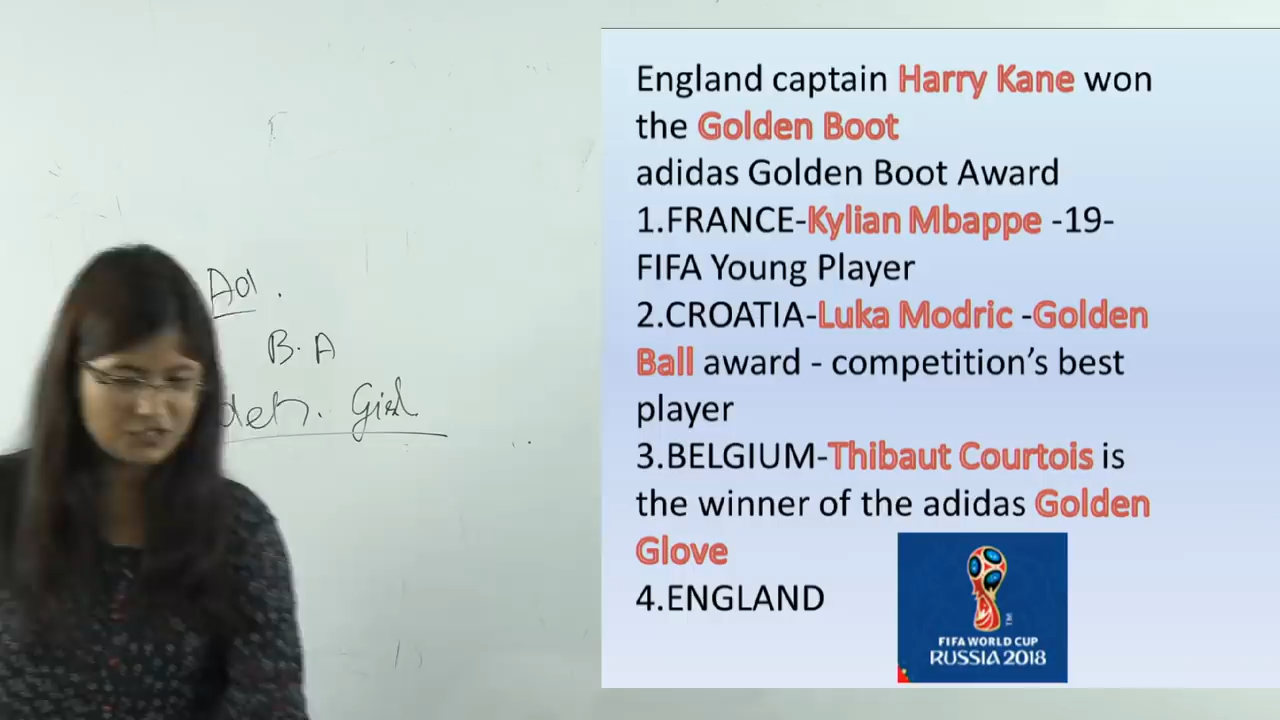 Ad.
B. A
Girl
England captain Harry Kane won
the Golden Boot
adidas Golden Boot Award
1.FRANCE-Kylian Mbappe -19-
FIFA Young Player
2.CROATIA-Luka Modric -Golden
Ball award - competition’s best
player
3.BELGIUM-Thibaut Courtois is
the winner of the adidas Golden
Glove
4.ENGLAND
TM
FIFA WORLD CUP
RUSSIA 2018